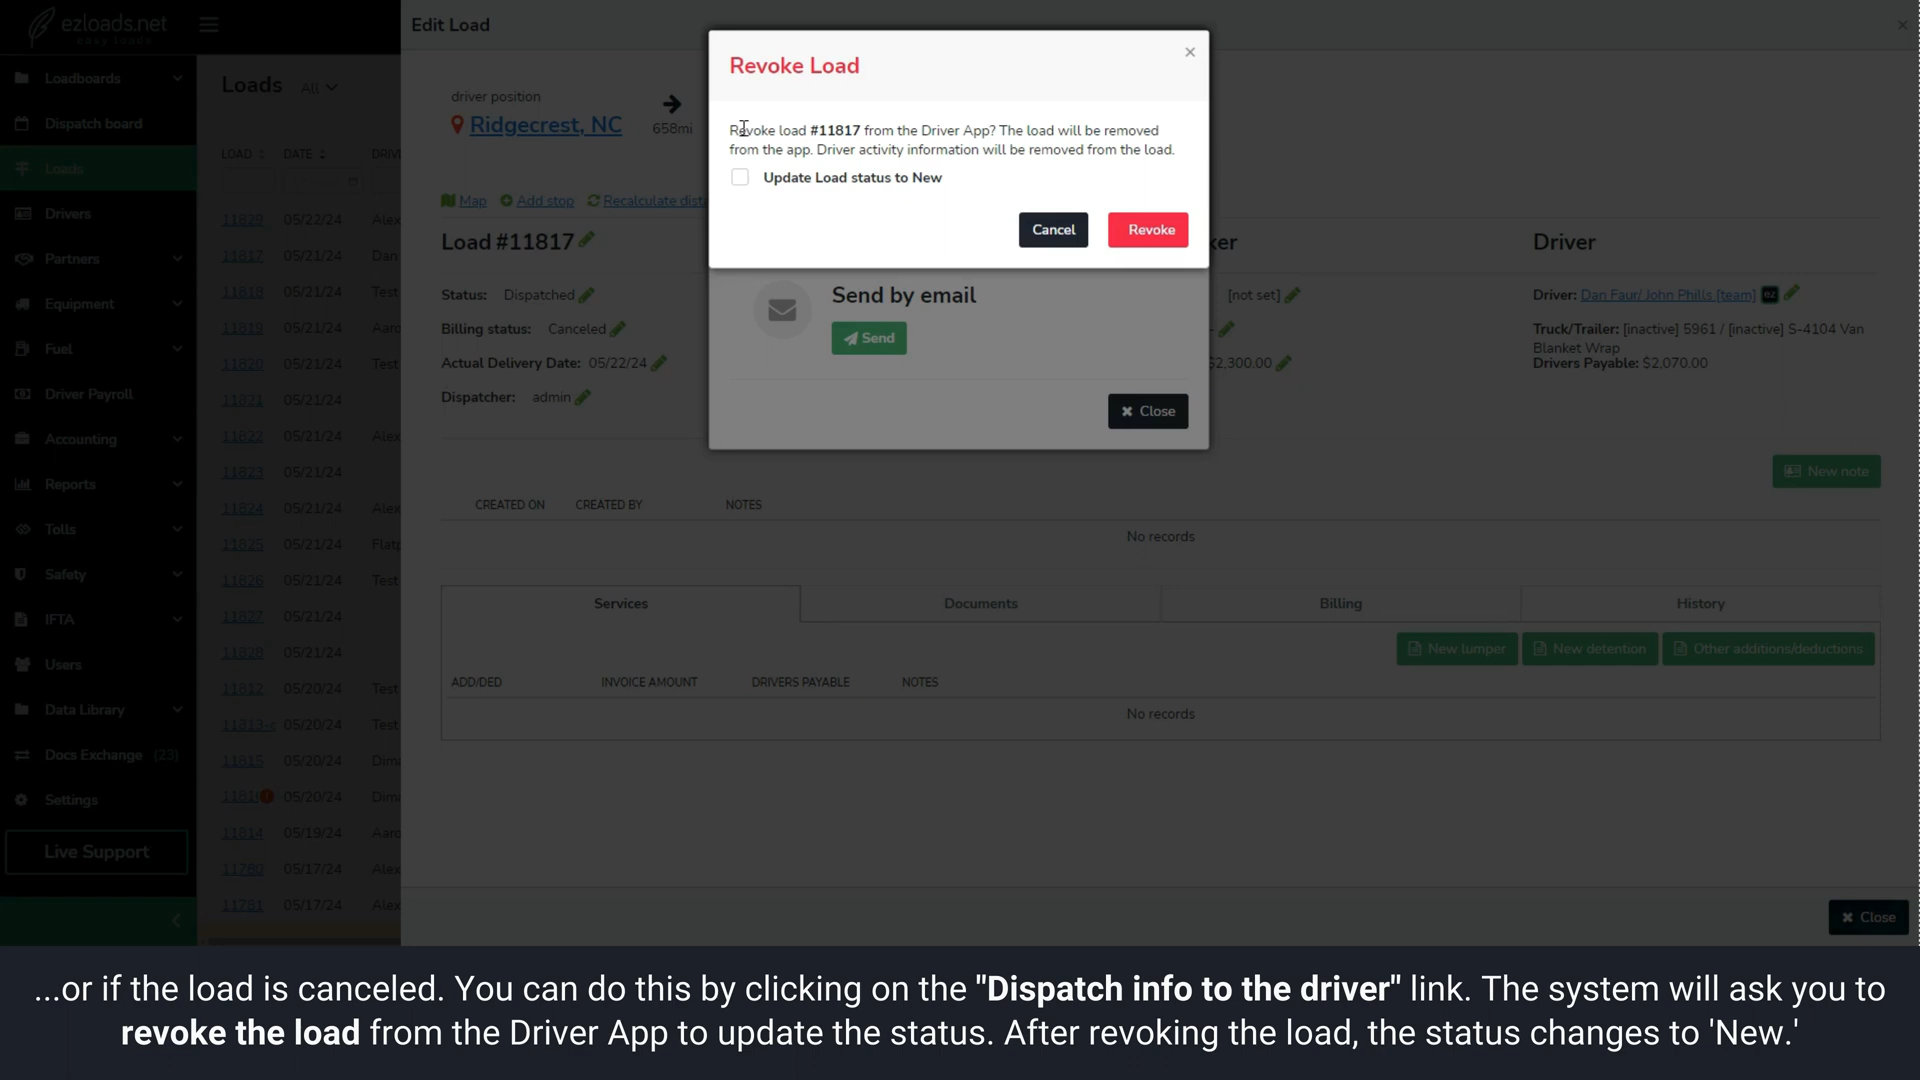 ezloads.net
easy loads
Loadboards
Dispatch board
Loads
Drivers
Partners
Equipment
Fuel
Driver Payroll
Accounting
Reports
Tolls
Safety
IFTA
Users
Data Library
Docs Exchange (23)
Settings
Live Support
Loads All
LOAD DATE
11829 05/22/24
11817 05/21/24 Dan
11818 05/21/24 Test
11819 05/21/24
11820 05/21/24 Test
11821 05/21/24
11822 05/21/24
11823 05/21/24
11824 05/21/24
11825 05/21/24
11826 05/21/24 Test
11827 05/21/24
11828 05/21/24
11812 05/20/24 Test
05/20/24 Test
11815 05/20/24
05/20/24
11814 05/19/24
11780 05/17/24
11781 05/17/24
Edit Load
driver position
Ridgecrest, NC
658mi
Map Add stop
Load #11817
Status: Dispatched
Billing status: Canceled
Actual Delivery Date: 05/22/24
Dispatcher: admin
Revoke Load
Revoke load #11817 from the Driver App? The load will be removed
from the app. Driver activity information will be removed from the load.
Update Load status to New
Cancel Revoke
Send by email
Send
Close
[not set]
$2,300.00
Driver
Driver: Dan Faur/ John Phills [team] ez
Truck/Trailer: [inactive] 5961 / [inactive] S-4104 Van
Blanket Wrap
Drivers Payable: $2,070.00
New note
CREATED ON CREATED BY NOTES
No records
Services Documents Billing History
New lumper New detention Other additions/deductions
ADD/DED INVOICE AMOUNT DRIVERS PAYABLE NOTES
No records
Close
...or if the load is canceled. You can do this by clicking on the "Dispatch info to the driver" link. The system will ask you to
revoke the load from the Driver App to update the status. After revoking the load, the status changes to 'New.'